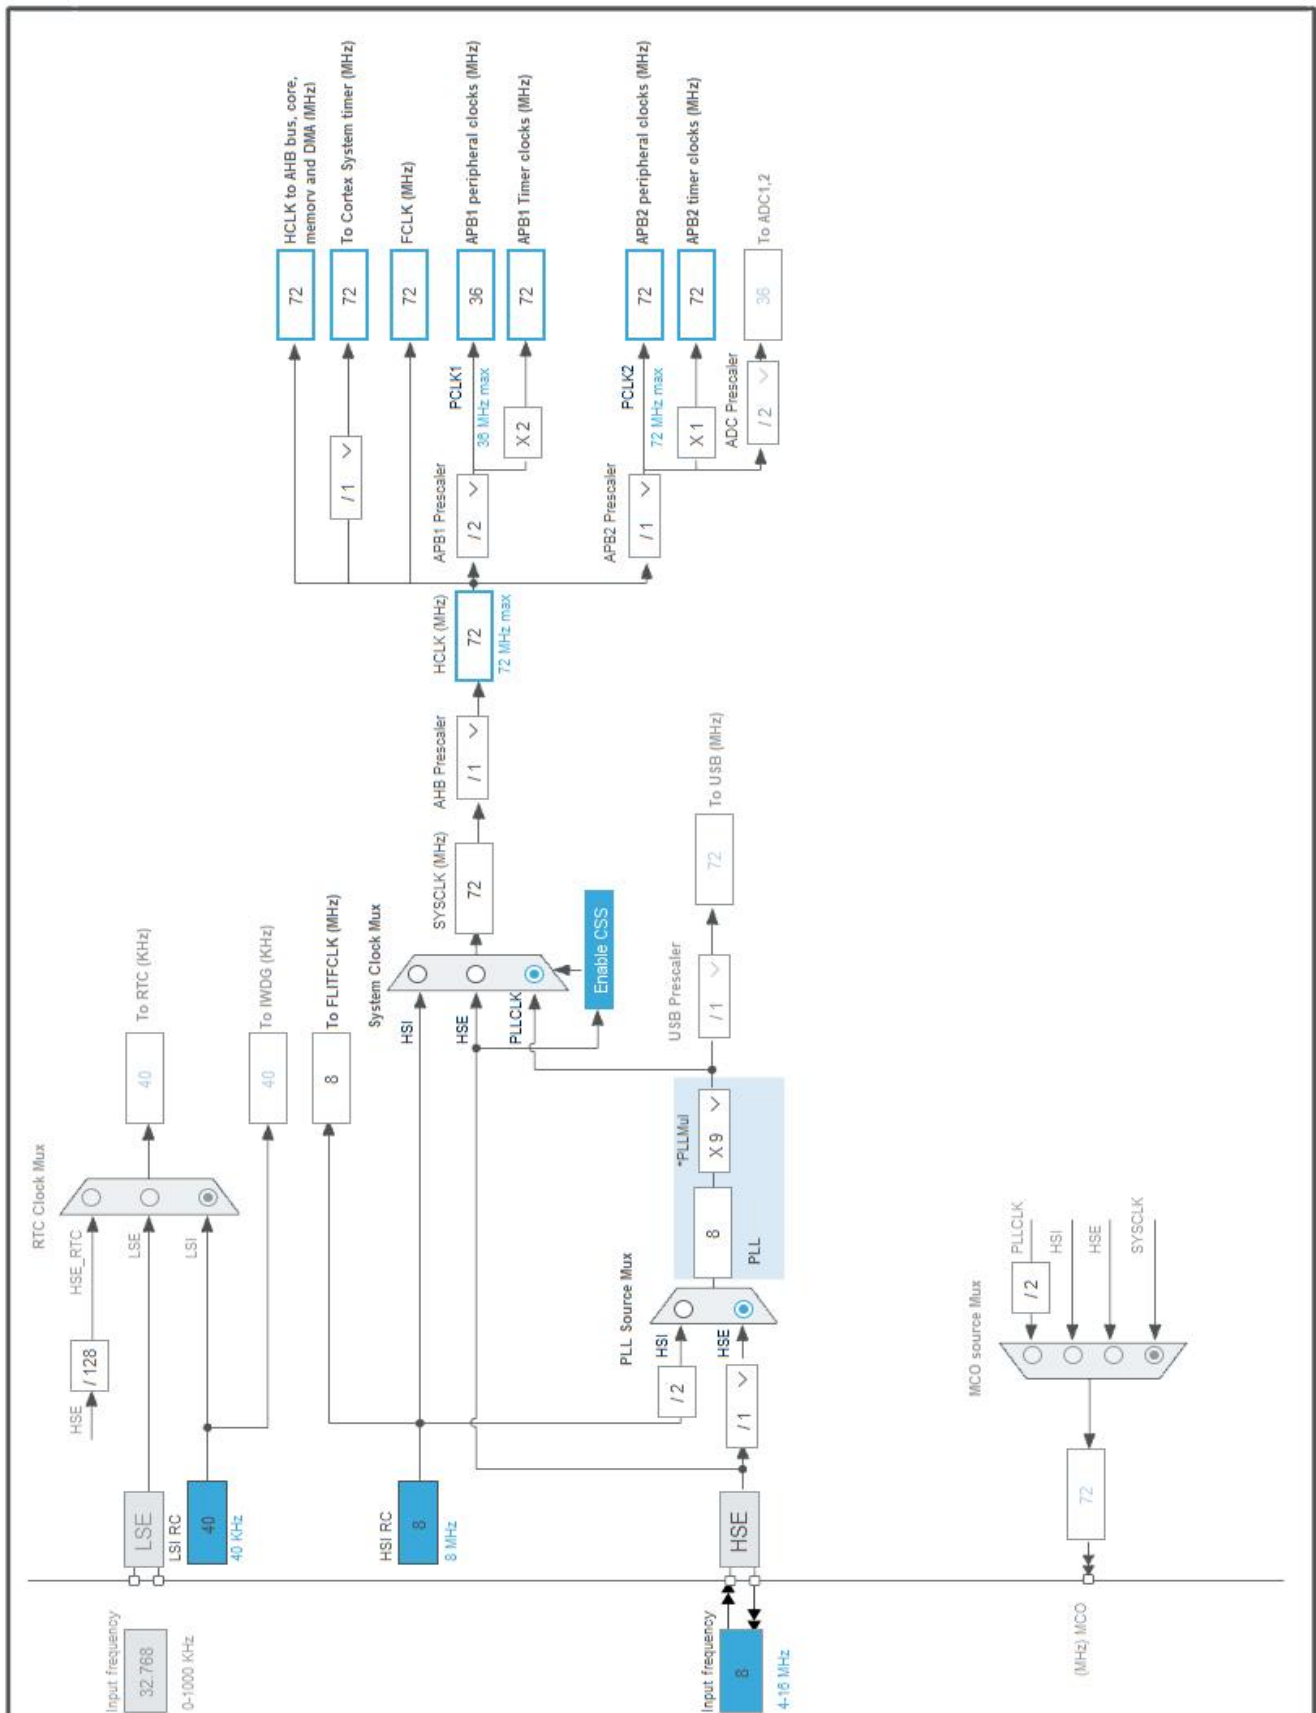 Input frequency
32.768
0-1000 KHz
LSE
LSI RC
40
40 KHz
HSE
/ 128
HSE_RTC
LSE
LSI
RTC Clock Mux
40
To RTC (KHz)
40
To IWDG (KHz)
HSI RC
8
8 MHz
8
To FLITFCLK (MHz)
System Clock Mux
HSI
HSE
PLLCLK
Enable CSS
SYSCLK (MHz)
72
AHB Prescaler
/ 1
HCLK (MHz)
72
72 MHz max
72
HCLK to AHB bus, core,
memory and DMA (MHz)
/ 1
72
To Cortex System timer (MHz)
72
FCLK (MHz)
APB1 Prescaler
/ 2
PCLK1
36 MHz max
36
APB1 peripheral clocks (MHz)
X 2
72
APB1 Timer clocks (MHz)
APB2 Prescaler
/ 1
PCLK2
72 MHz max
72
APB2 peripheral clocks (MHz)
X 1
72
APB2 timer clocks (MHz)
ADC Prescaler
/ 2
36
To ADC1,2
Input frequency
8
4-16 MHz
HSE
/ 2
/ 1
PLL Source Mux
HSI
HSE
8
PLL
*PLLMul
X 9
USB Prescaler
/ 1
72
To USB (MHz)
(MHz) MCO
72
MCO source Mux
/ 2
PLLCLK
HSI
HSE
SYSCLK